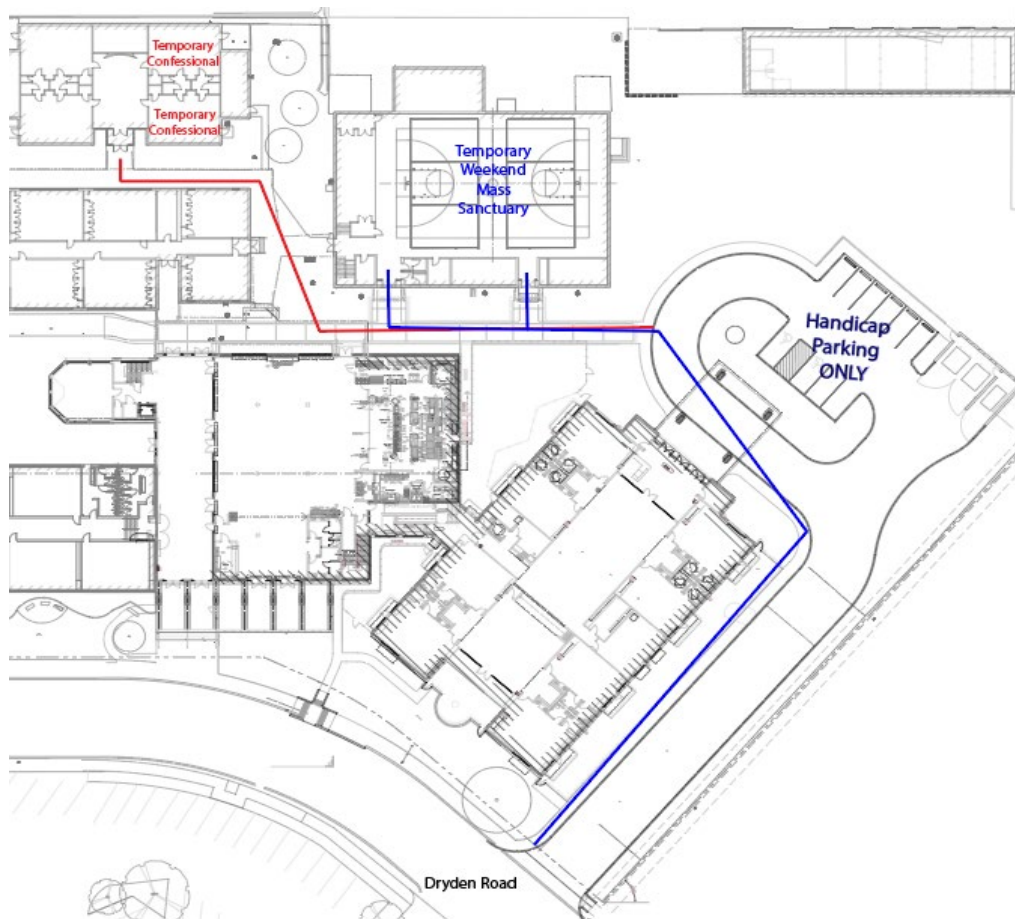 Temporary
Confessional
Temporary
Confessional
Temporary
Weekend
Mass
Sanctuary
Handicap
Parking
ONLY
Dryden Road